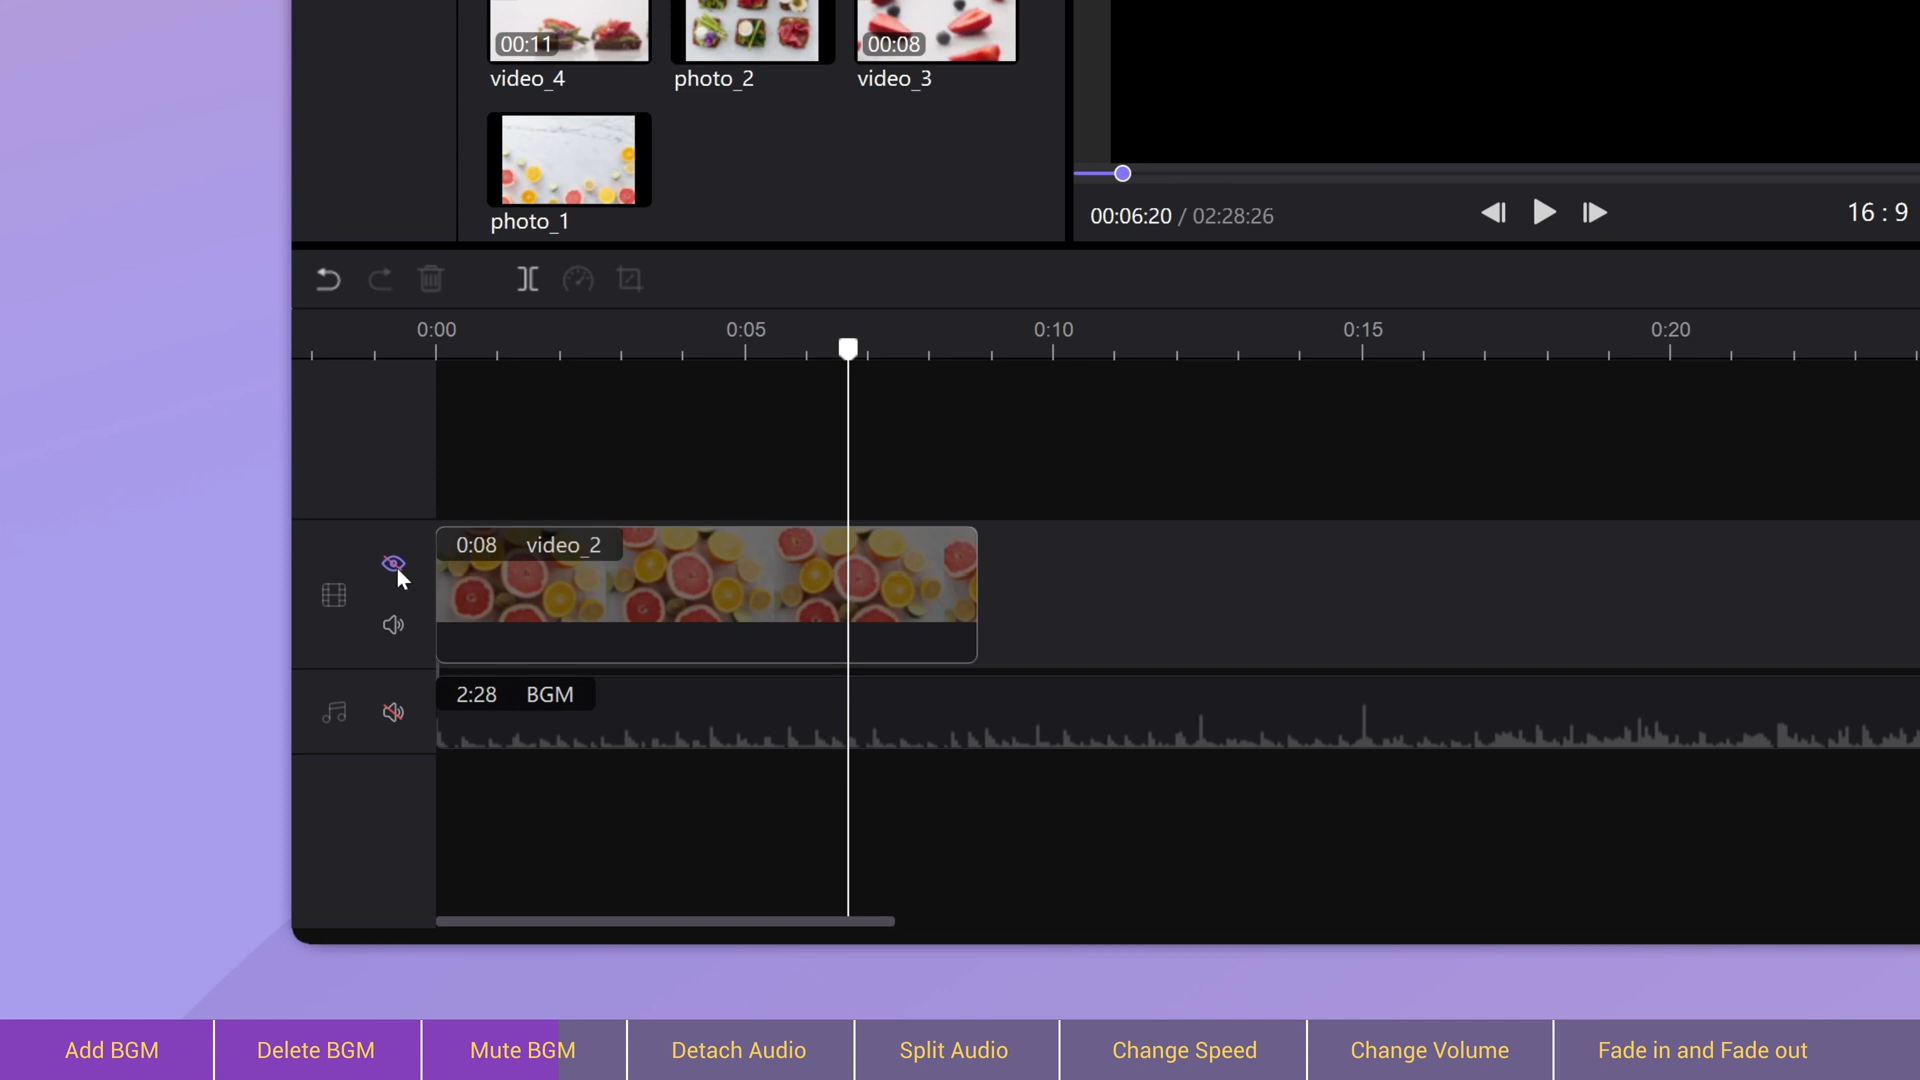 00:11
00:08
video_4
photo_2
video_3
photo_1
00:06:20 / 02:28:26
16 : 9
0:00
0:05
0:10
0:15
0:20
0:08 video_2
2:28 BGM
Add BGM
Delete BGM
Mute BGM
Detach Audio
Split Audio
Change Speed
Change Volume
Fade in and Fade out